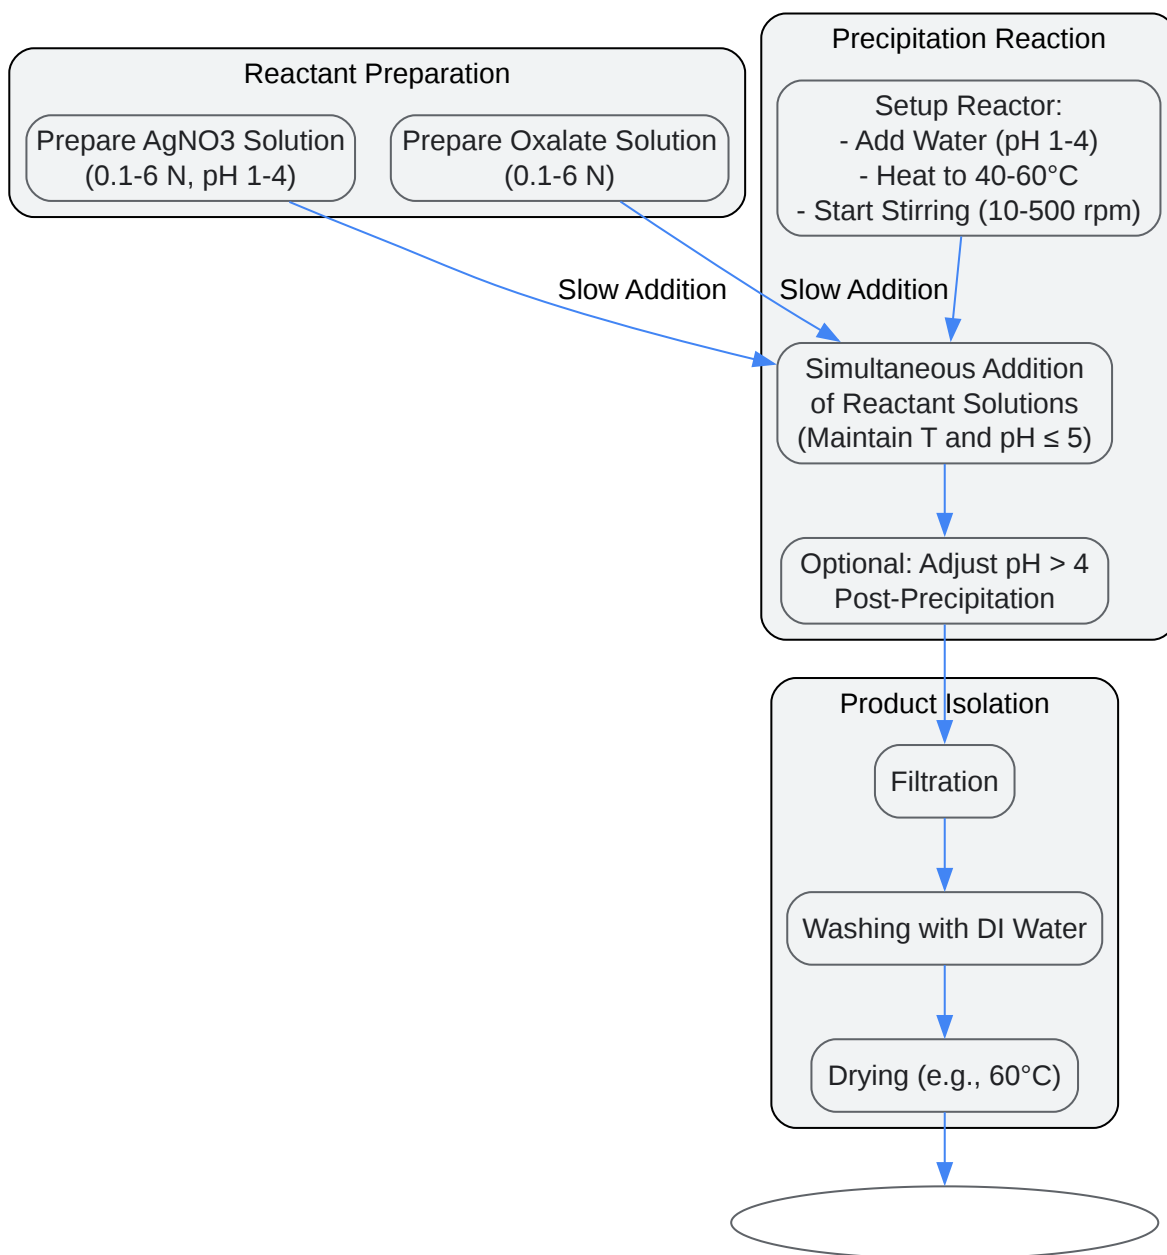 Reactant Preparation
Prepare AgNO3 Solution
(0.1-6 N, pH 1-4)
Prepare Oxalate Solution
(0.1-6 N)
Precipitation Reaction
Setup Reactor:
- Add Water (pH 1-4)
- Heat to 40-60°C
- Start Stirring (10-500 rpm)
Slow Addition
Slow Addition
Simultaneous Addition
of Reactant Solutions
(Maintain T and pH ≤ 5)
Optional: Adjust pH > 4
Post-Precipitation
Product Isolation
Filtration
Washing with DI Water
Drying (e.g., 60°C)